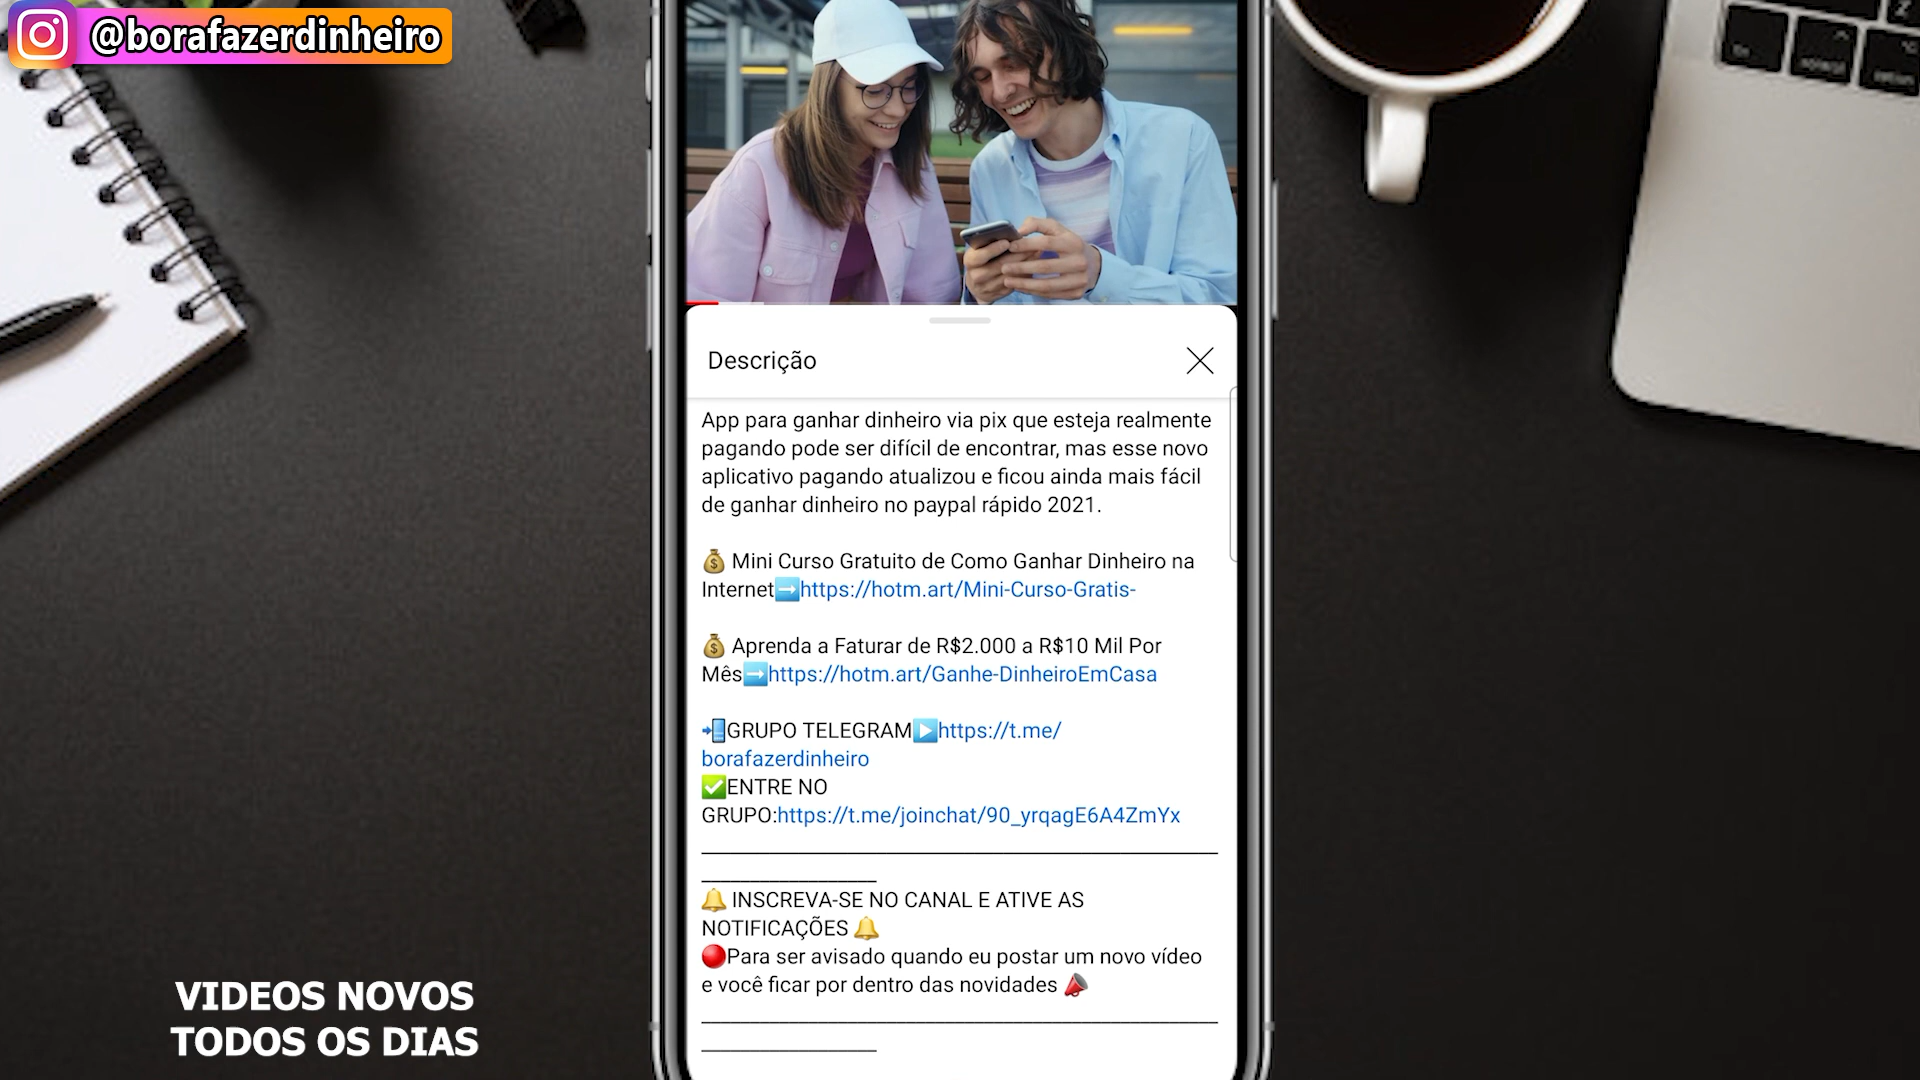 @borafazerdinheiro
Descrição
App para ganhar dinheiro via pix que esteja realmente
pagando pode ser difícil de encontrar, mas esse novo
aplicativo pagando atualizou e ficou ainda mais fácil
de ganhar dinheiro no paypal rápido 2021.
💰 Mini Curso Gratuito de Como Ganhar Dinheiro na
Internet➡️https://hotm.art/Mini-Curso-Gratis-
💰 Aprenda a Faturar de R$2.000 a R$10 Mil Por
Mês➡️https://hotm.art/Ganhe-DinheiroEmCasa
📲GRUPO TELEGRAM▶️https://t.me/
borafazerdinheiro
✅ENTRE NO
GRUPO:https://t.me/joinchat/90_yrqagE6A4ZmYx
🔔 INSCREVA-SE NO CANAL E ATIVE AS
NOTIFICAÇÕES 🔔
🔴Para ser avisado quando eu postar um novo vídeo
e você ficar por dentro das novidades 📣
VIDEOS NOVOS
TODOS OS DIAS